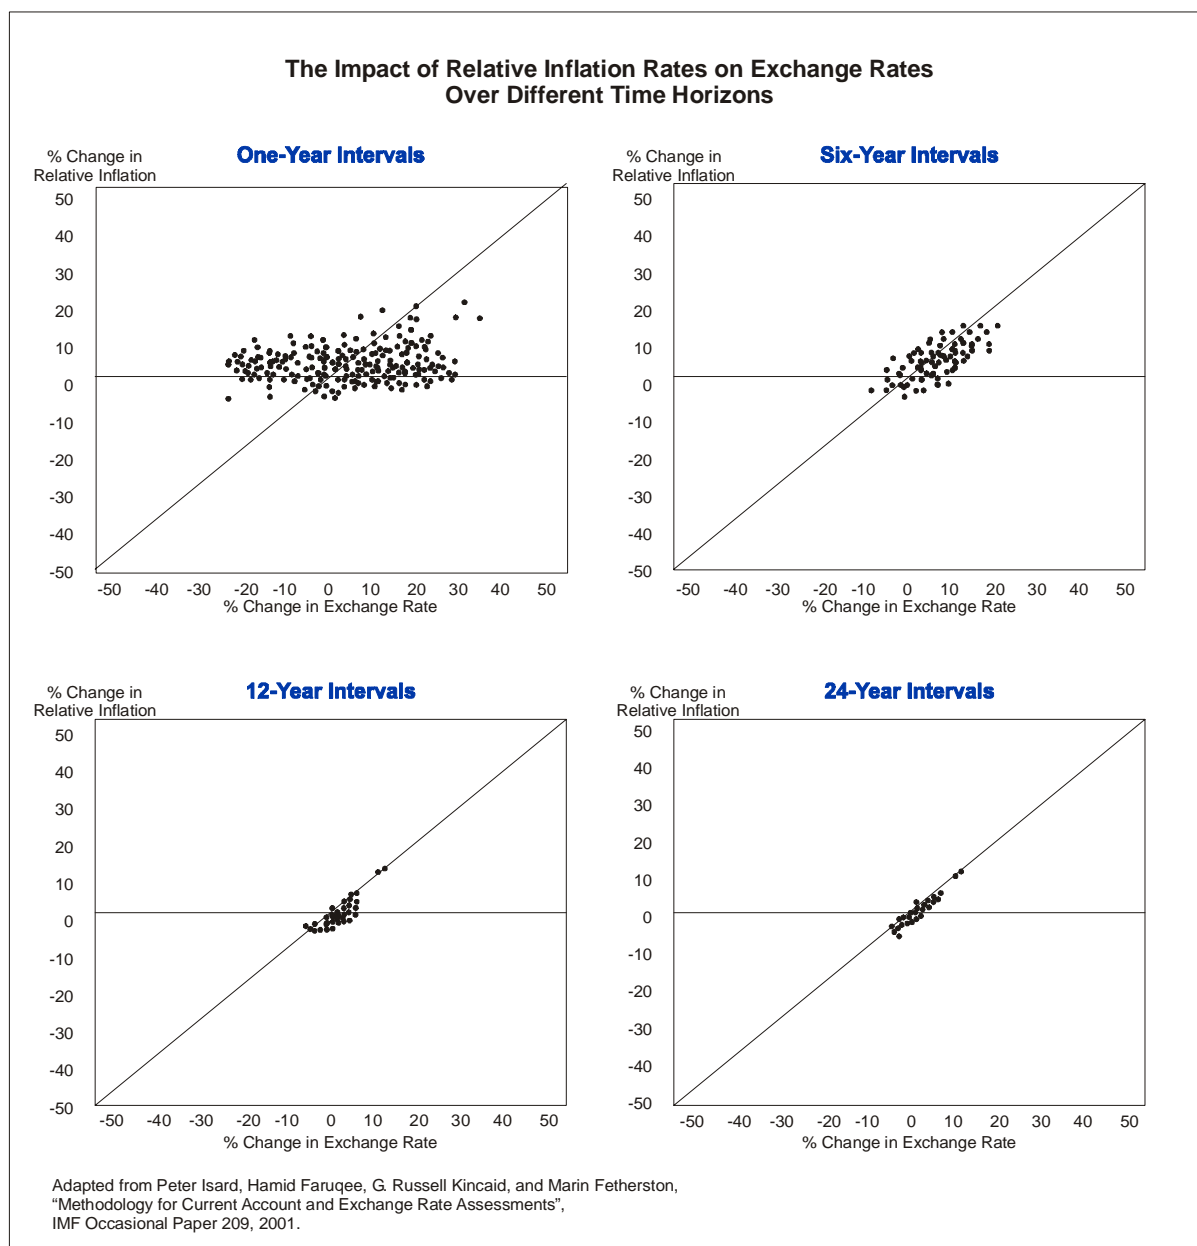 The Impact of Relative Inflation Rates on Exchange Rates
Over Different Time Horizons
% Change in
Relative Inflation
One-Year Intervals
50
40
30
20
10
0
-10
-20
-30
-40
-50
-50 -40 -30 -20 -10 0 10 20 30 40 50
% Change in Exchange Rate
% Change in
Relative Inflation
Six-Year Intervals
50
40
30
20
10
0
-10
-20
-30
-40
-50
-50 -40 -30 -20 -10 0 10 20 30 40 50
% Change in Exchange Rate
% Change in
Relative Inflation
12-Year Intervals
50
40
30
20
10
0
-10
-20
-30
-40
-50
-50 -40 -30 -20 -10 0 10 20 30 40 50
% Change in Exchange Rate
% Change in
Relative Inflation
24-Year Intervals
50
40
30
20
10
0
-10
-20
-30
-40
-50
-50 -40 -30 -20 -10 0 10 20 30 40 50
% Change in Exchange Rate
Adapted from Peter Isard, Hamid Faruqee, G. Russell Kincaid, and Marin Fetherston,
“Methodology for Current Account and Exchange Rate Assessments”,
IMF Occasional Paper 209, 2001.